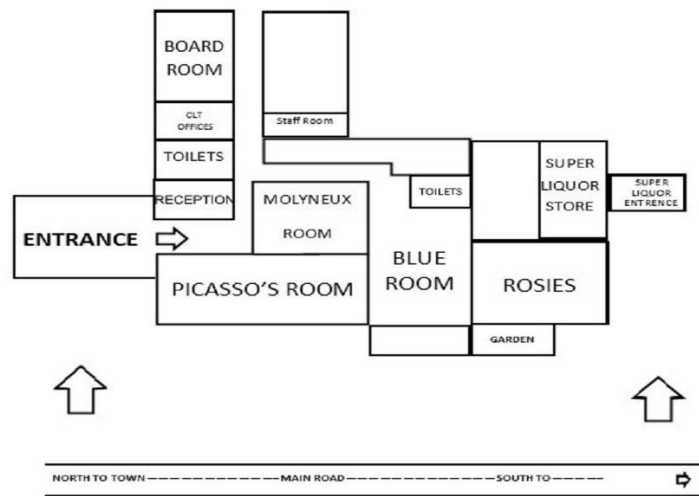 BOARD
ROOM
CLT
OFFICES
Staff Room
TOILETS
RECEPTION
ENTRANCE
MOLYNEUX
ROOM
PICASSO'S ROOM
TOILETS
BLUE
ROOM
SUPER
LIQUOR
STORE
SUPER
LIQUOR
ENTRENCE
ROSIES
GARDEN
NORTH TO TOWN —————————— MAIN ROAD —————————— SOUTH TO —————